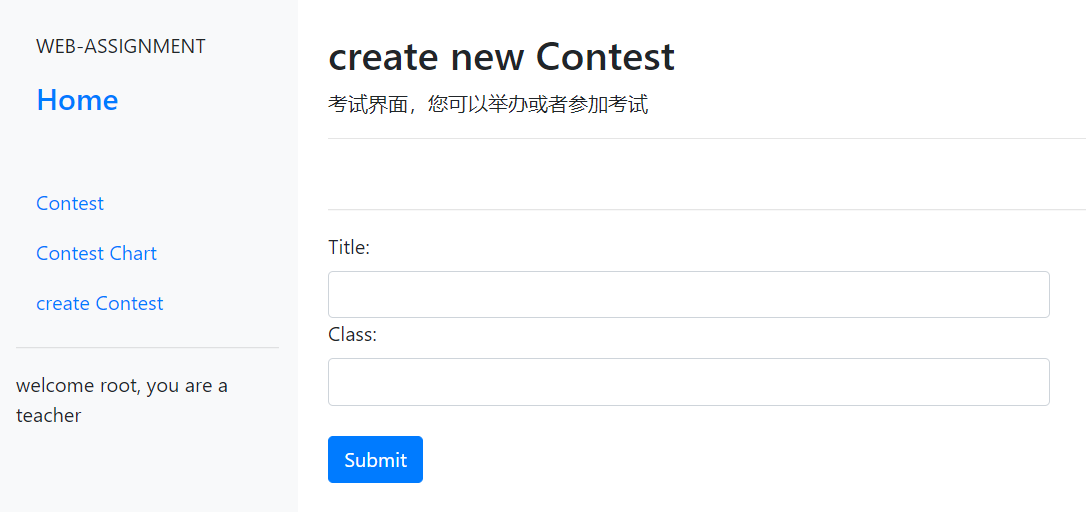 WEB-ASSIGNMENT
Home
Contest
Contest Chart
create Contest
welcome root, you are a
teacher
create new Contest
考试界面，您可以举办或者参加考试
Title:
Class:
Submit